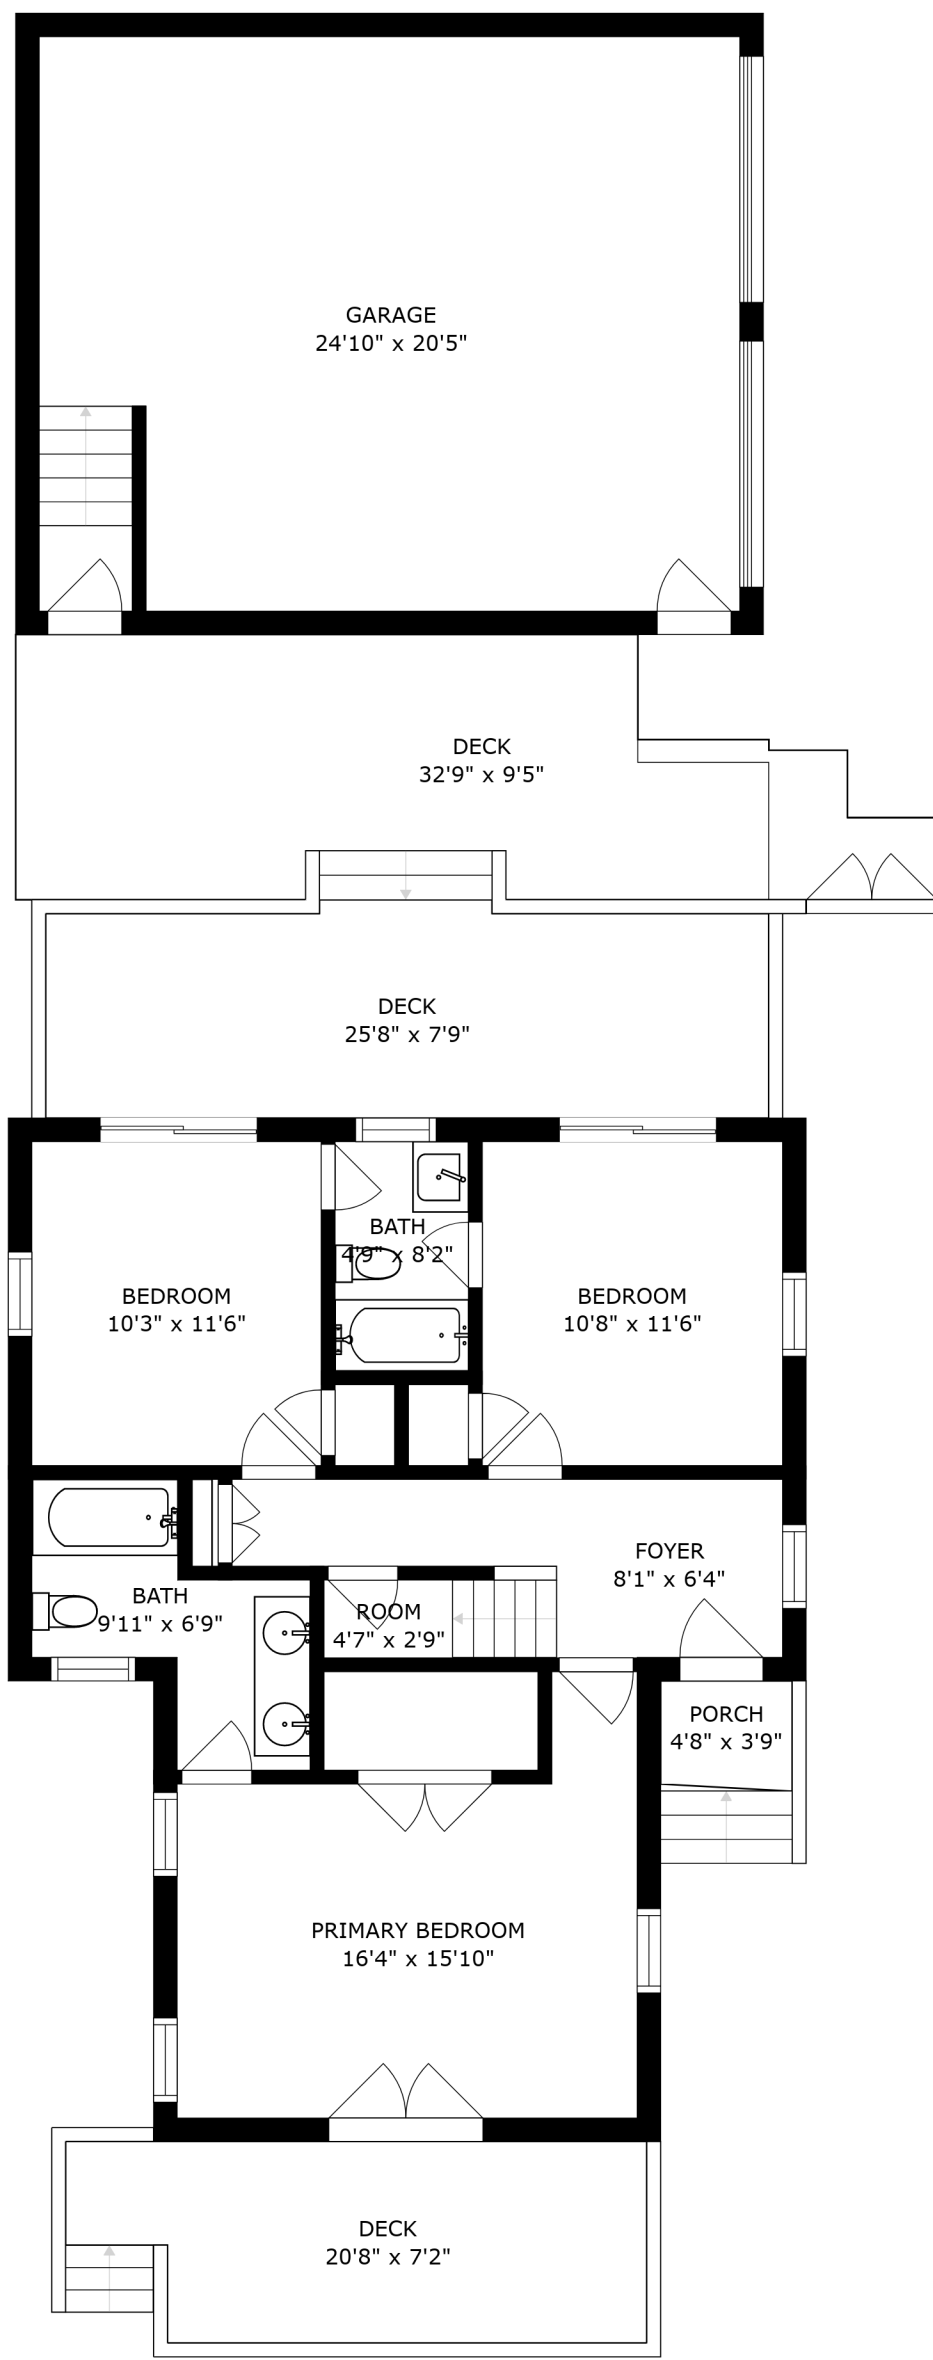 GARAGE
24'10" x 20'5"
DECK
32'9" x 9'5"
DECK
25'8" x 7'9"
BATH
4'9" x 8'2"
BEDROOM
10'3" x 11'6"
BEDROOM
10'8" x 11'6"
FOYER
8'1" x 6'4"
BATH
9'11" x 6'9"
ROOM
4'7" x 2'9"
PORCH
4'8" x 3'9"
PRIMARY BEDROOM
16'4" x 15'10"
DECK
20'8" x 7'2"